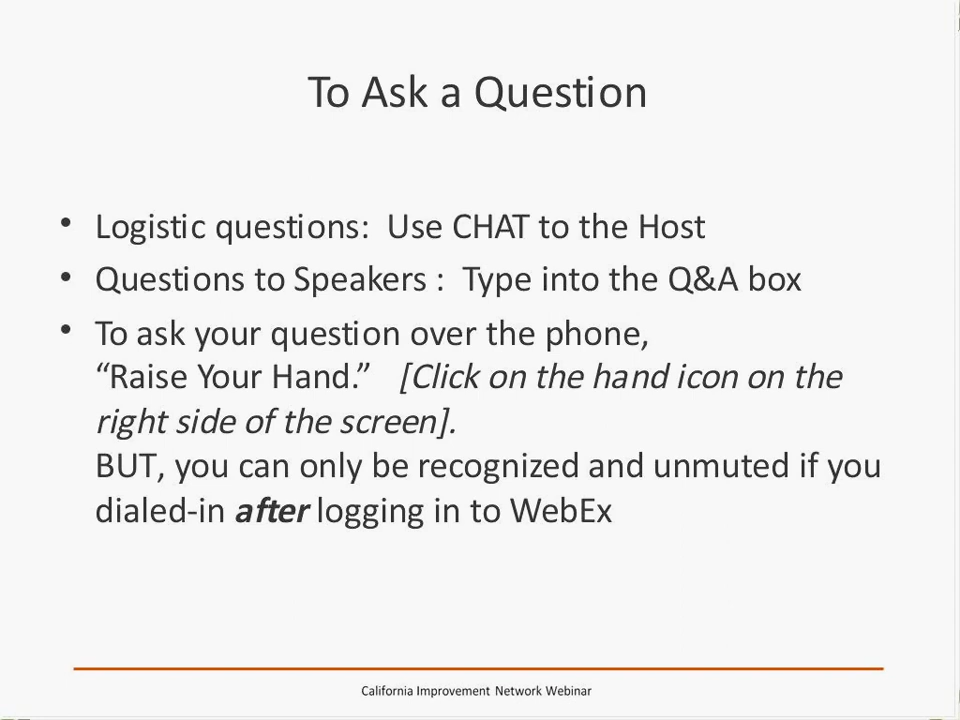 To Ask a Question
• Logistic questions:  Use CHAT to the Host
• Questions to Speakers :  Type into the Q&A box
• To ask your question over the phone,
“Raise Your Hand.”   [Click on the hand icon on the
right side of the screen].
BUT, you can only be recognized and unmuted if you
dialed-in after logging in to WebEx
California Improvement Network Webinar